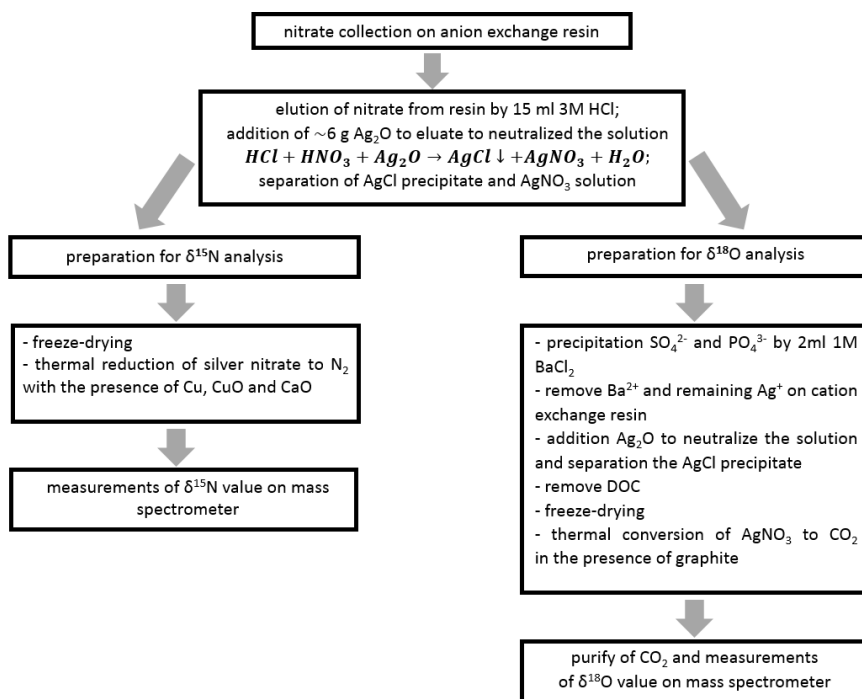 nitrate collection on anion exchange resin
elution of nitrate from resin by 15 ml 3M HCl;
addition of ~6 g Ag₂O to eluate to neutralized the solution
HCl + HNO₃ + Ag₂O → AgCl ↓ +AgNO₃ + H₂O;
separation of AgCl precipitate and AgNO₃ solution
preparation for δ¹⁵N analysis
- freeze-drying
- thermal reduction of silver nitrate to N₂
with the presence of Cu, CuO and CaO
measurements of δ¹⁵N value on mass
spectrometer
preparation for δ¹⁸O analysis
- precipitation SO₄²⁻ and PO₄³⁻ by 2ml 1M
BaCl₂
- remove Ba²⁺ and remaining Ag⁺ on cation
exchange resin
- addition Ag₂O to neutralize the solution
and separation the AgCl precipitate
- remove DOC
- freeze-drying
- thermal conversion of AgNO₃ to CO₂
in the presence of graphite
purify of CO₂ and measurements
of δ¹⁸O value on mass spectrometer